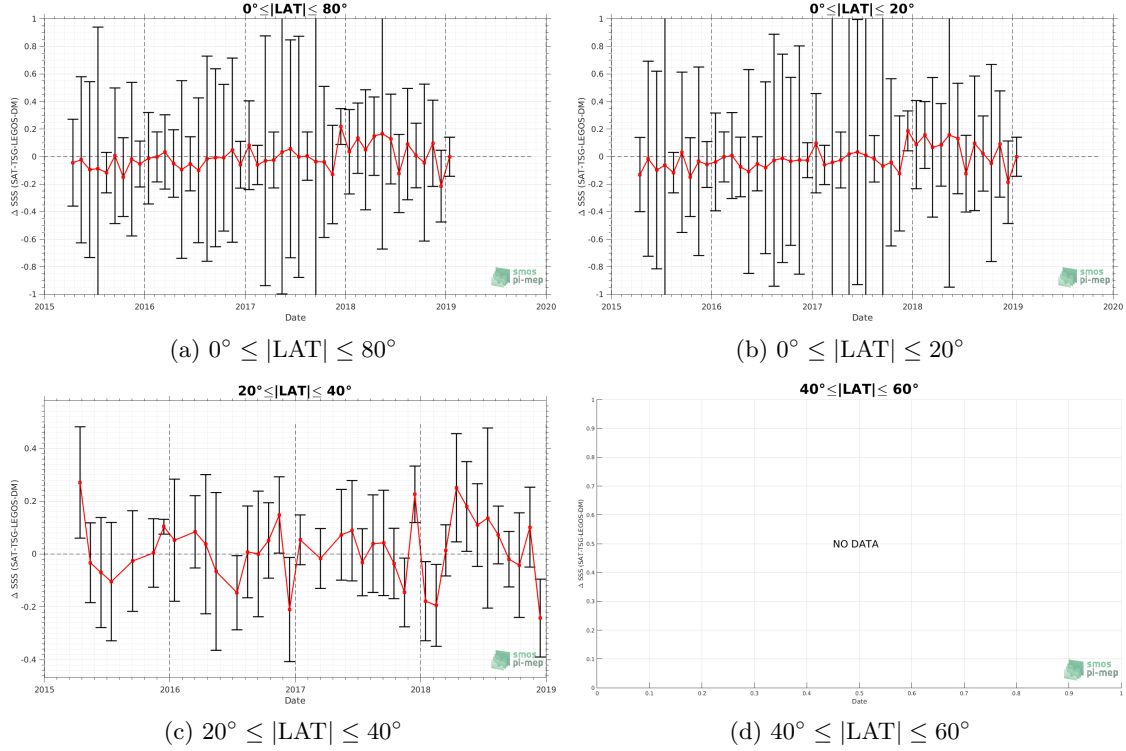 0°≤|LAT|≤ 80°
Δ SSS (SAT-TSG-LEGOS-DM)
1
0.8
0.6
0.4
0.2
0
-0.2
-0.4
-0.6
-0.8
-1
2015 2016 2017 2018 2019 2020
Date
smos
pi-mep
(a) 0° ≤ |LAT| ≤ 80°
0°≤|LAT|≤ 20°
Δ SSS (SAT-TSG-LEGOS-DM)
1
0.8
0.6
0.4
0.2
0
-0.2
-0.4
-0.6
-0.8
-1
2015 2016 2017 2018 2019 2020
Date
smos
pi-mep
(b) 0° ≤ |LAT| ≤ 20°
20°≤|LAT|≤ 40°
Δ SSS (SAT-TSG-LEGOS-DM)
0.4
0.2
0
-0.2
-0.4
2015 2016 2017 2018 2019
Date
smos
pi-mep
(c) 20° ≤ |LAT| ≤ 40°
40°≤|LAT|≤ 60°
Δ SSS (SAT-TSG-LEGOS-DM)
1
0.9
0.8
0.7
0.6
0.5
0.4
0.3
0.2
0.1
0
NO DATA
0 0.1 0.2 0.3 0.4 0.5 0.6 0.7 0.8 0.9 1
Date
smos
pi-mep
(d) 40° ≤ |LAT| ≤ 60°